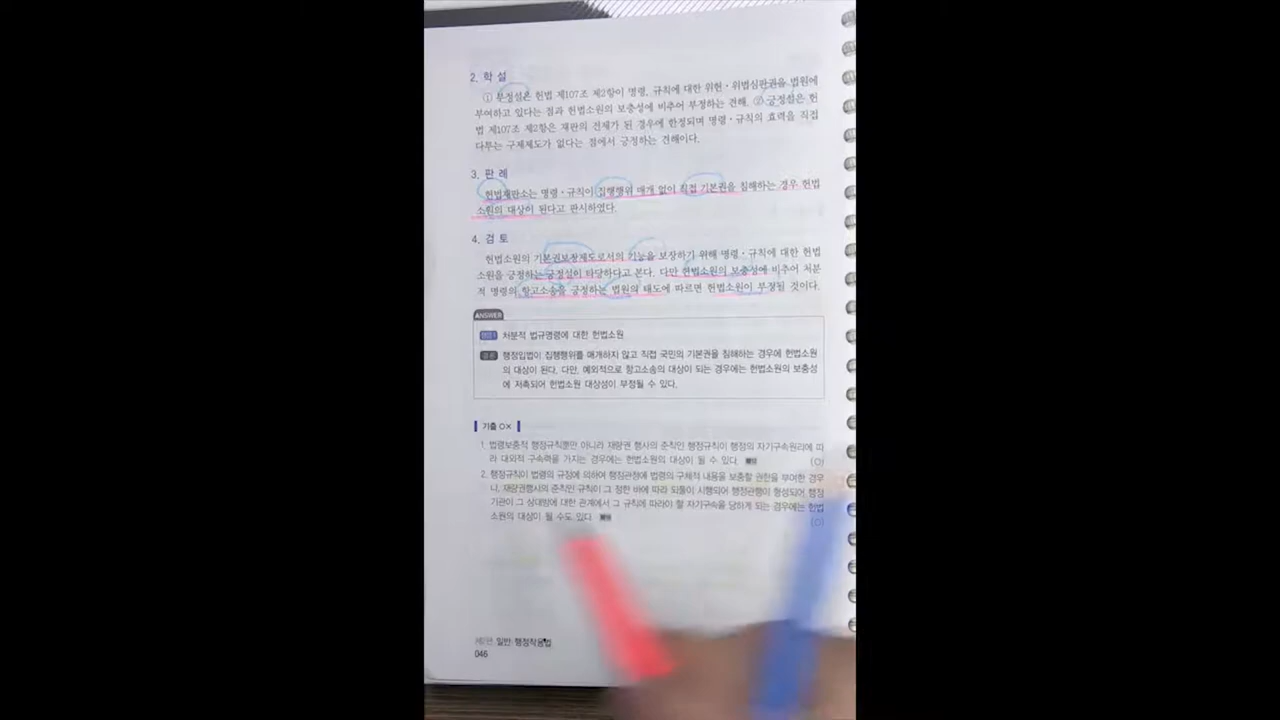 2. 학 설
① 부정설은 헌법 제107조 제2항이 명령, 규칙에 대한 위헌·위법심판권을 법원에
부여하고 있다는 점과 헌법소원의 보충성에 비추어 부정하는 견해, ② 긍정설은 헌
법 제107조 제2항은 재판의 전제가 된 경우에 한정되며 명령·규칙의 효력을 직접
다투는 구제제도가 없다는 점에서 긍정하는 견해이다.
3. 판 례
헌법재판소는 명령·규칙이 집행행위 매개 없이 직접 기본권을 침해하는 경우 헌법
소원의 대상이 된다고 판시하였다.
4. 검 토
헌법소원의 기본권보장제도로서의 기능을 보장하기 위해 명령·규칙에 대한 헌법
소원을 긍정하는 긍정설이 타당하다고 본다. 다만 헌법소원의 보충성에 비추어 처분
적 명령의 항고소송을 긍정하는 법원의 태도에 따르면 헌법소원이 부정될 것이다.
ANSWER
쟁점 처분적 법규명령에 대한 헌법소원
결론 행정입법이 집행행위를 매개하지 않고 직접 국민의 기본권을 침해하는 경우에 헌법소원
의 대상이 된다. 다만, 예외적으로 항고소송의 대상이 되는 경우에는 헌법소원의 보충성
에 저촉되어 헌법소원 대상성이 부정될 수 있다.
기출 OX
1. 법령보충적 행정규칙뿐만 아니라 재량권 행사의 준칙인 행정규칙이 행정의 자기구속원리에 따
라 대외적 구속력을 가지는 경우에는 헌법소원의 대상이 될 수 있다. (O)
2. 행정규칙이 법령의 규정에 의하여 행정관청에 법령의 구체적 내용을 보충할 권한을 부여한 경우
나, 재량권행사의 준칙인 규칙이 그 정한 바에 따라 되풀이 시행되어 행정관행이 형성되어 행정
기관이 그 상대방에 대한 관계에서 그 규칙에 따라야 할 자기구속을 당하게 되는 경우에는 헌법
소원의 대상이 될 수도 있다. (O)
제2편 일반 행정작용법
046